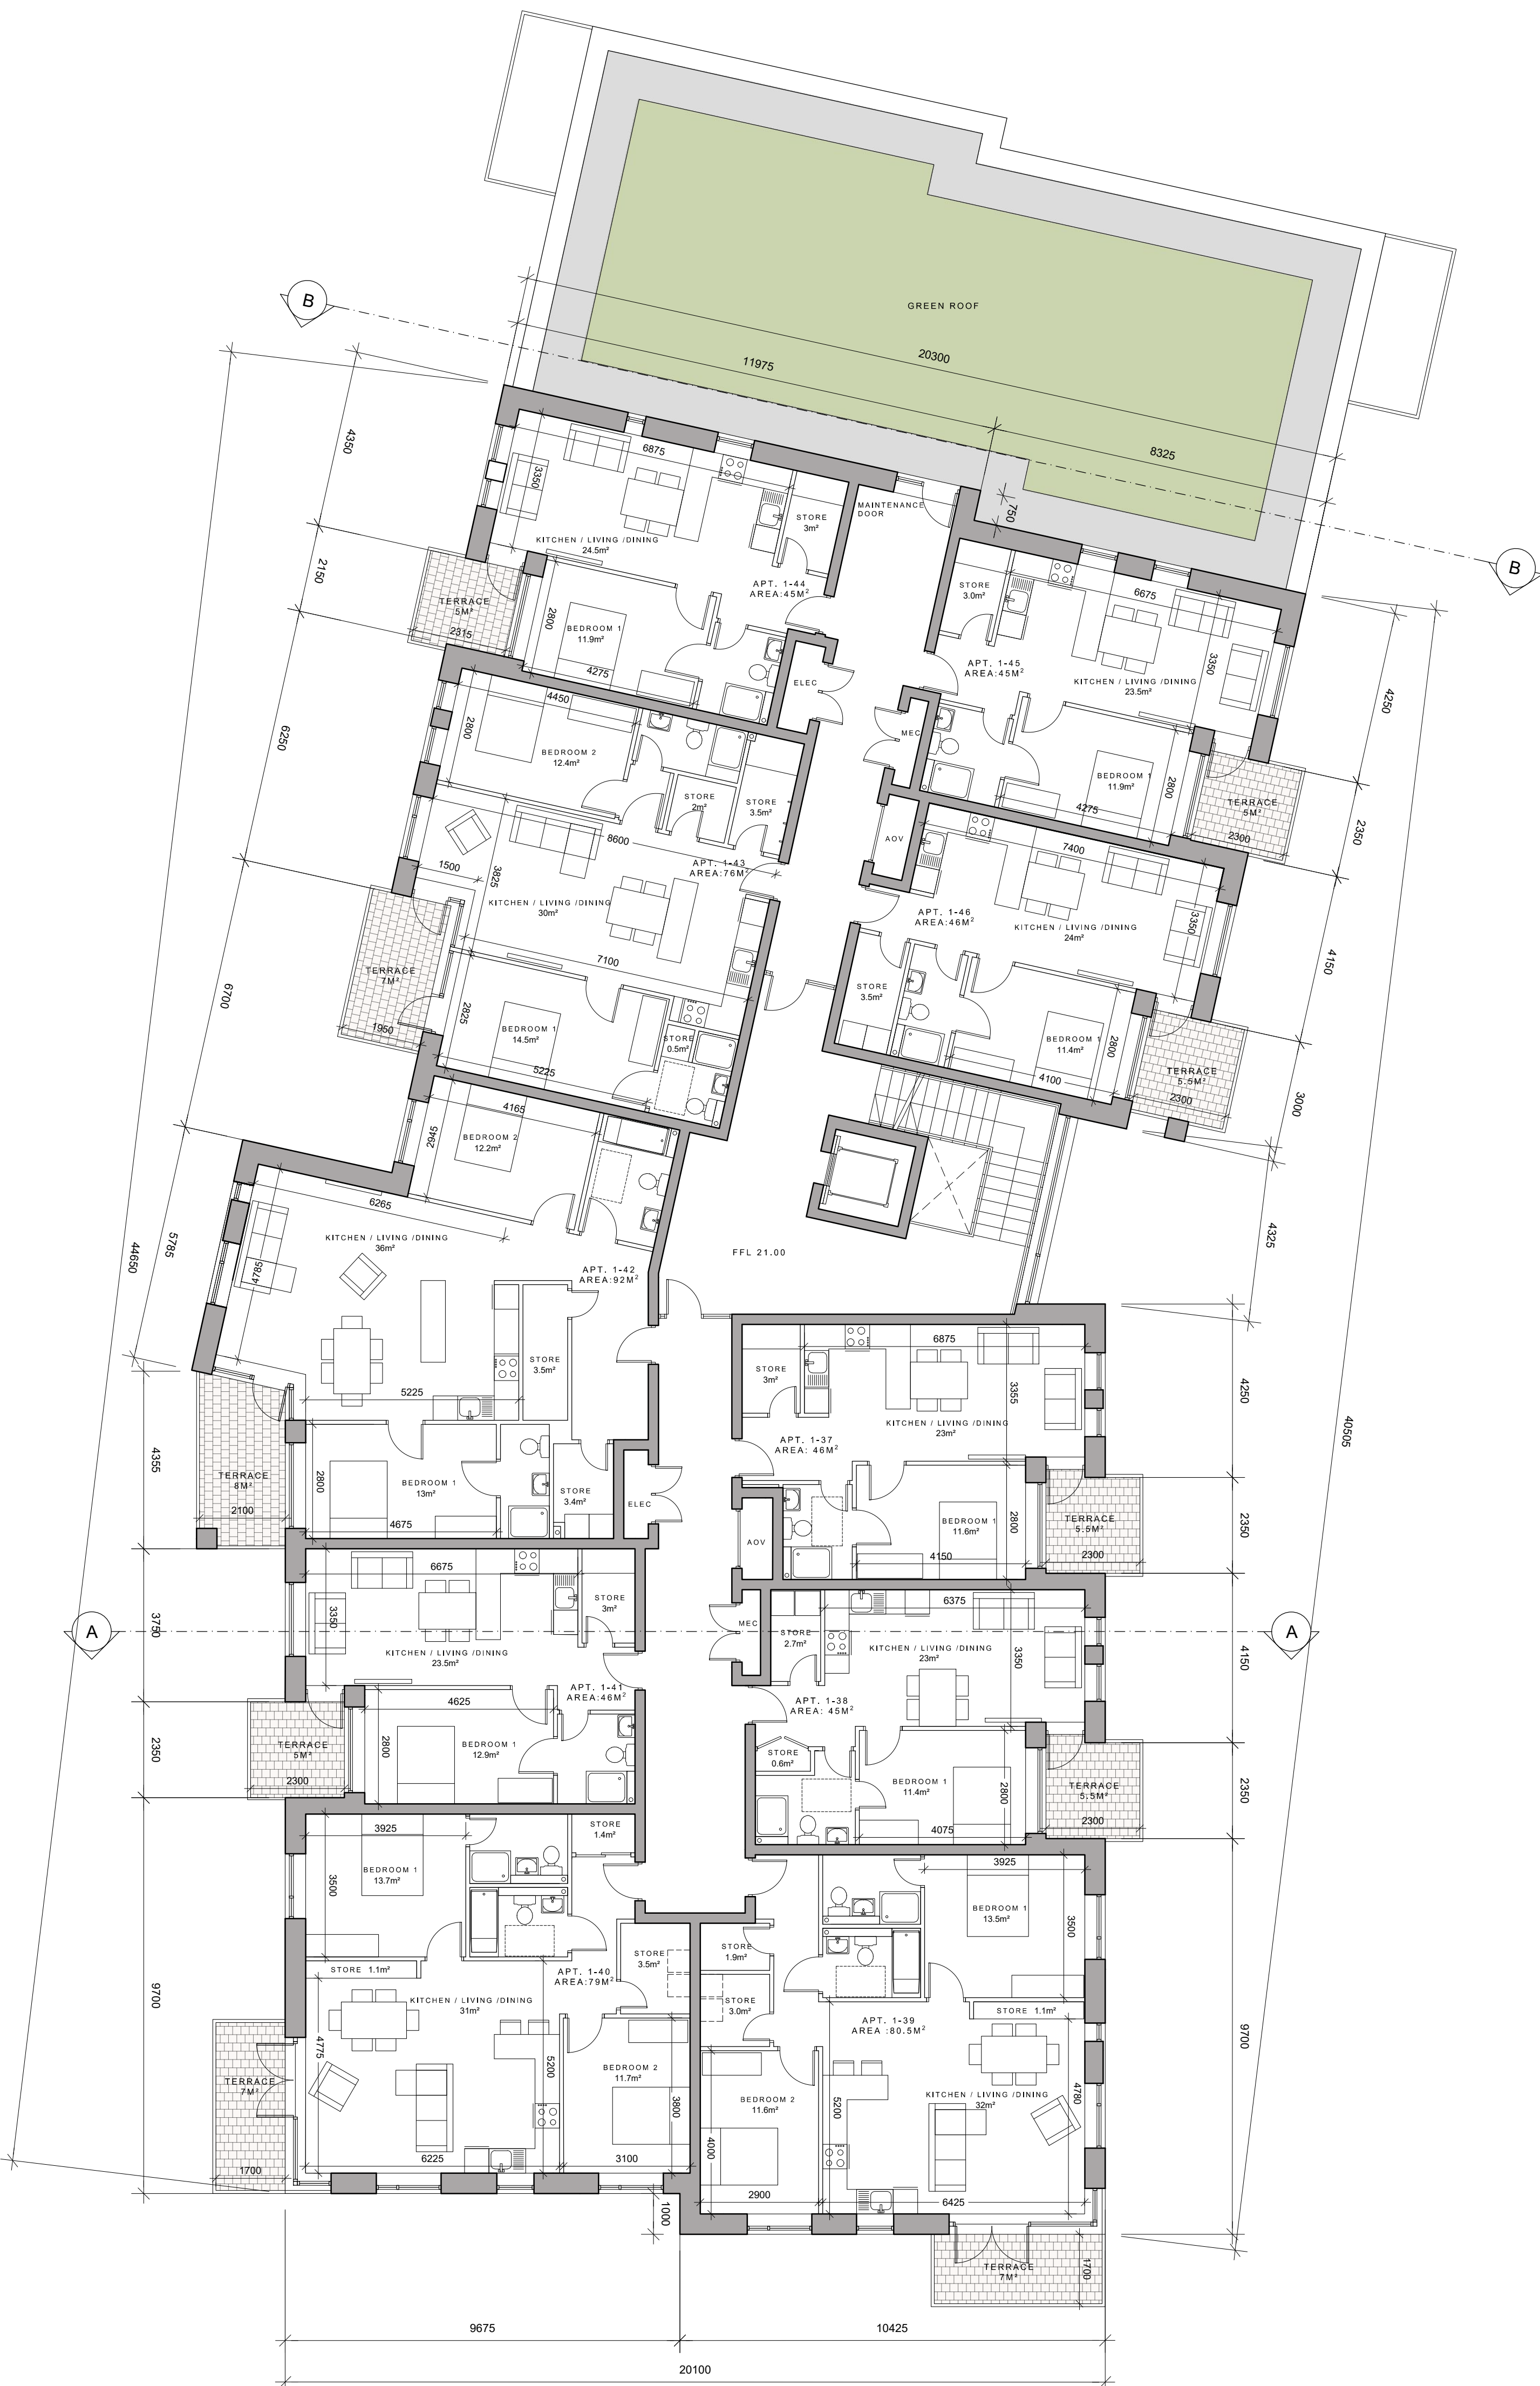 GREEN ROOF
B
20300
11975
8325
750
B
4350
2150
6250
6700
5785
44650
6875
3350
STORE
3m²
MAINTENANCE
DOOR
KITCHEN / LIVING /DINING
24.5m²
APT. 1-44
AREA:45M²
TERRACE
5M²
2315
2800
BEDROOM 1
11.9m²
4275
ELEC
STORE
3.0m²
6675
3350
APT. 1-45
AREA:45M²
KITCHEN / LIVING /DINING
23.5m²
MEC
BEDROOM 1
11.9m²
2800
4275
TERRACE
5M²
2300
4250
2350
4150
3000
4325
40505
4450
2800
BEDROOM 2
12.4m²
STORE
2m²
STORE
3.5m²
8600
APT. 1-43
AREA:76M²
1500
3825
KITCHEN / LIVING /DINING
30m²
7100
TERRACE
7M²
1950
2825
BEDROOM 1
14.5m²
STORE
0.5m²
5225
AOV
7400
APT. 1-46
AREA:46M²
KITCHEN / LIVING /DINING
24m²
3350
STORE
3.5m²
BEDROOM 1
11.4m²
2800
4100
TERRACE
5.5M²
2300
4165
2945
BEDROOM 2
12.2m²
6265
KITCHEN / LIVING /DINING
36m²
4785
APT. 1-42
AREA:92M²
FFL 21.00
STORE
3.5m²
5225
TERRACE
8M²
2100
2800
BEDROOM 1
13m²
4675
STORE
3.4m²
ELEC
6875
STORE
3m²
3355
KITCHEN / LIVING /DINING
23m²
APT. 1-37
AREA: 46M²
BEDROOM 1
11.6m²
2800
4150
AOV
TERRACE
5.5M²
2300
4250
2350
4150
2350
9700
4355
3750
2350
9700
A
A
6675
3350
STORE
3m²
KITCHEN / LIVING /DINING
23.5m²
APT. 1-41
AREA:46M²
4625
2800
BEDROOM 1
12.9m²
TERRACE
5M²
2300
MEC
STORE
2.7m²
6375
KITCHEN / LIVING /DINING
23m²
3350
APT. 1-38
AREA: 45M²
STORE
0.6m²
BEDROOM 1
11.4m²
2800
4075
TERRACE
5.5M²
2300
3925
BEDROOM 1
13.7m²
3500
STORE
1.4m²
STORE 1.1m²
APT. 1-40
AREA:79M²
STORE
3.5m²
KITCHEN / LIVING /DINING
31m²
4775
5200
BEDROOM 2
11.7m²
3800
6225
3100
TERRACE
7M²
1700
1000
3925
BEDROOM 1
13.5m²
3500
STORE
1.9m²
STORE
3.0m²
STORE 1.1m²
APT. 1-39
AREA :80.5M²
KITCHEN / LIVING /DINING
32m²
4780
5200
BEDROOM 2
11.6m²
4000
2900
6425
TERRACE
7M²
1700
9675
10425
20100